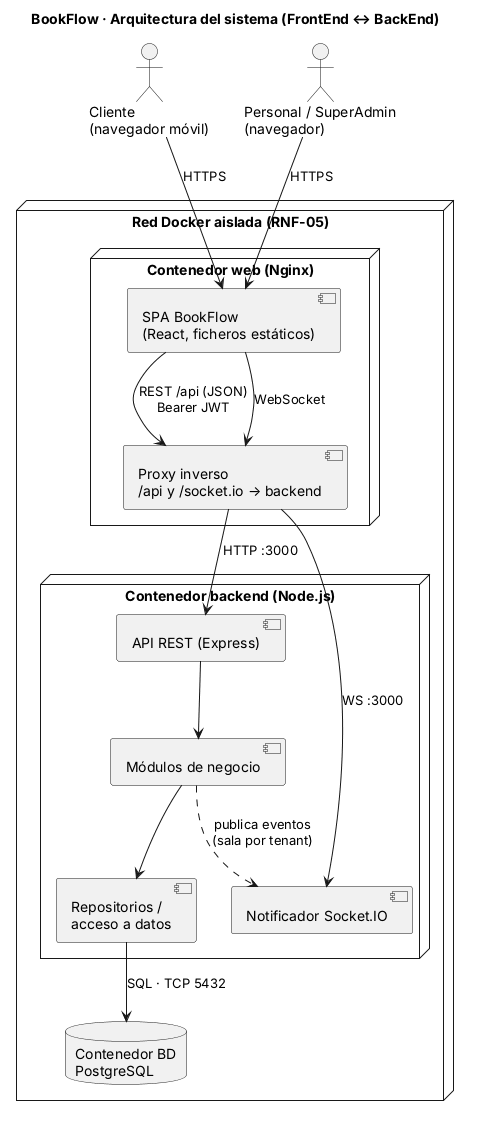 BookFlow · Arquitectura del sistema (FrontEnd ↔ BackEnd)
Cliente
(navegador móvil)
Personal / SuperAdmin
(navegador)
HTTPS
HTTPS
Red Docker aislada (RNF-05)
Contenedor web (Nginx)
SPA BookFlow
(React, ficheros estáticos)
REST /api (JSON)
Bearer JWT
WebSocket
Proxy inverso
/api y /socket.io → backend
HTTP :3000
Contenedor backend (Node.js)
API REST (Express)
WS :3000
Módulos de negocio
publica eventos
(sala por tenant)
Repositorios /
acceso a datos
Notificador Socket.IO
SQL · TCP 5432
Contenedor BD
PostgreSQL